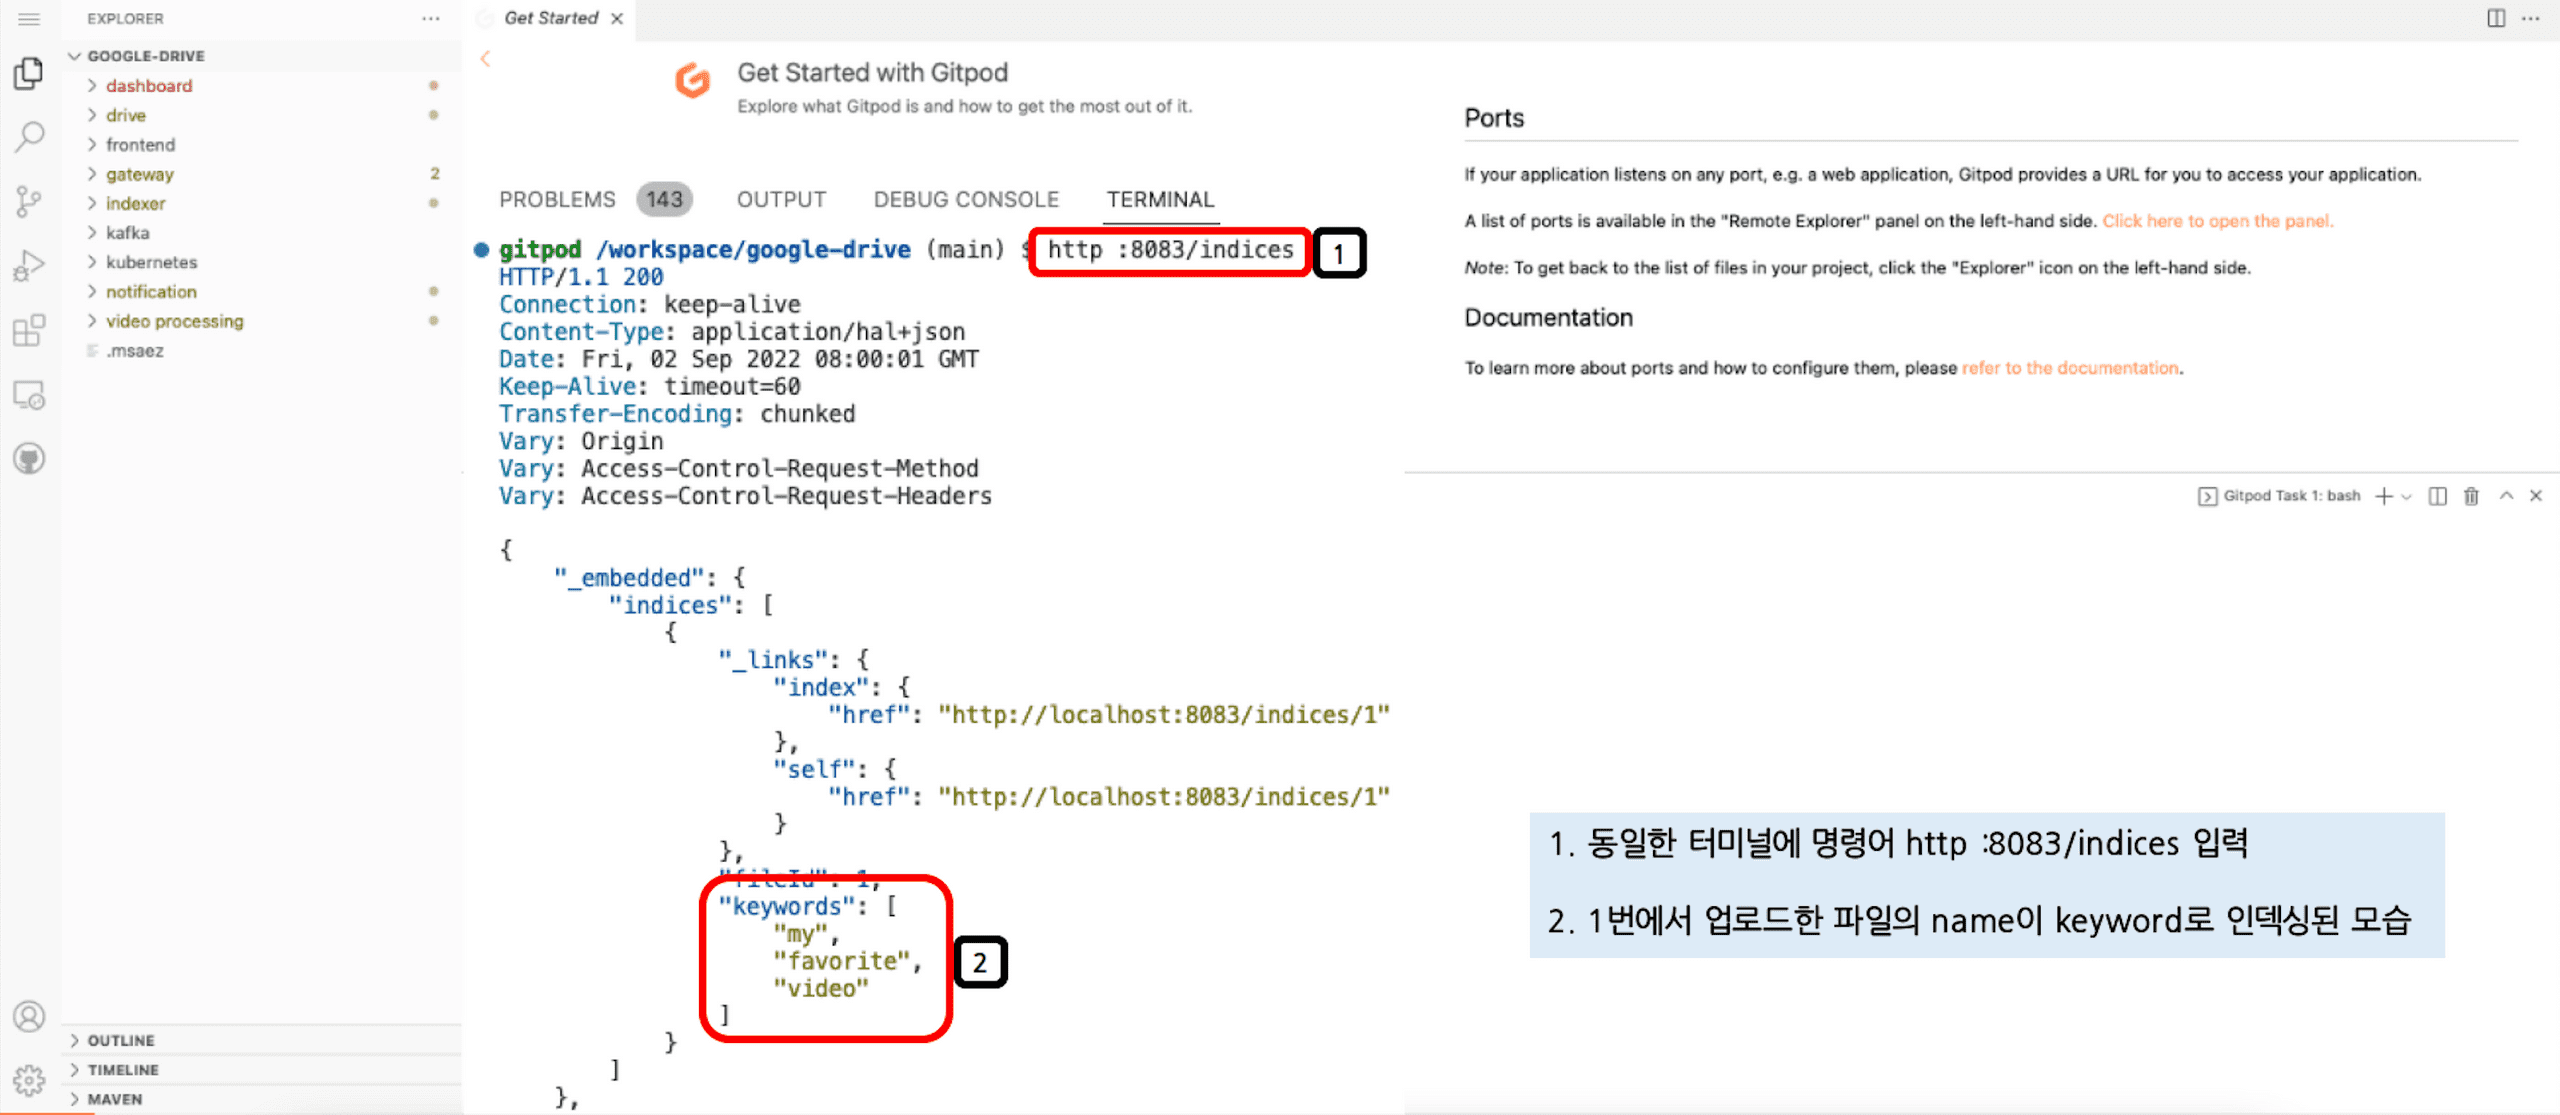 EXPLORER
GOOGLE-DRIVE
dashboard
drive
frontend
gateway 2
indexer
kafka
kubernetes
notification
video processing
.msaez
OUTLINE
TIMELINE
MAVEN
Get Started
Get Started with Gitpod
Explore what Gitpod is and how to get the most out of it.
PROBLEMS 143 OUTPUT DEBUG CONSOLE TERMINAL
gitpod /workspace/google-drive (main) $ http :8083/indices 1
HTTP/1.1 200
Connection: keep-alive
Content-Type: application/hal+json
Date: Fri, 02 Sep 2022 08:00:01 GMT
Keep-Alive: timeout=60
Transfer-Encoding: chunked
Vary: Origin
Vary: Access-Control-Request-Method
Vary: Access-Control-Request-Headers
{
"_embedded": {
"indices": [
{
"_links": {
"index": {
"href": "http://localhost:8083/indices/1"
},
"self": {
"href": "http://localhost:8083/indices/1"
}
},
"fileId": 1,
"keywords": [
"my",
"favorite",
"video"
]
2
}
]
},
Ports
If your application listens on any port, e.g. a web application, Gitpod provides a URL for you to access your application.
A list of ports is available in the "Remote Explorer" panel on the left-hand side. Click here to open the panel.
Note: To get back to the list of files in your project, click the "Explorer" icon on the left-hand side.
Documentation
To learn more about ports and how to configure them, please refer to the documentation.
Gitpod Task 1: bash
1. 동일한 터미널에 명령어 http :8083/indices 입력
2. 1번에서 업로드한 파일의 name이 keyword로 인덱싱된 모습